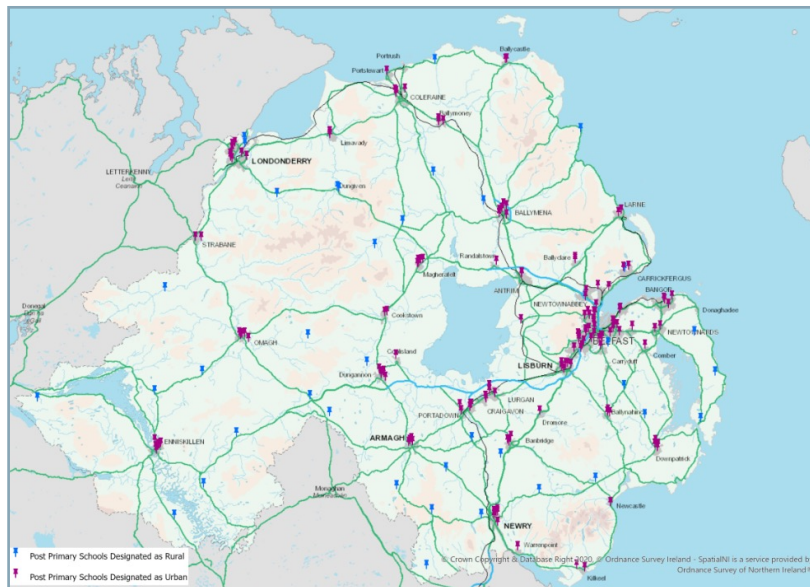 Portrush
Ballycastle
Portstewart
COLERAINE
Ballymoney
Limavady
LONDONDERRY
LETTERKENNY
Dungiven
LARNE
BALLYMENA
STRABANE
Randalstown
Ballyclare
Magherafelt
CARRICKFERGUS
ANTRIM
BANGOR
NEWTOWNABBEY
Donaghadee
Cookstown
NEWTOWNARDS
OMAGH
BELFAST
Coalisland
Comber
LISBURN
Carryduff
Dungannon
LURGAN
CRAIGAVON
PORTADOWN
Ballynahinch
Dromore
ENNISKILLEN
ARMAGH
Banbridge
Downpatrick
Monaghan
Newcastle
NEWRY
Warrenpoint
Kilkeel
Post Primary Schools Designated as Rural
Post Primary Schools Designated as Urban
© Crown Copyright & Database Right 2020, © Ordnance Survey Ireland - SpatialNI is a service provided by
Ordnance Survey of Northern Ireland®